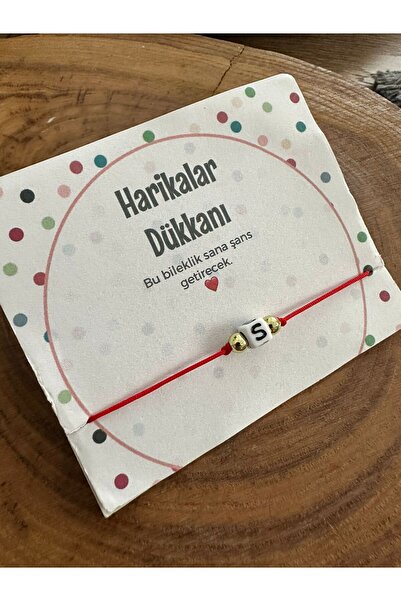 Harikalar
Dükkanı
Bu bileklik sana şans
getirecek.
S